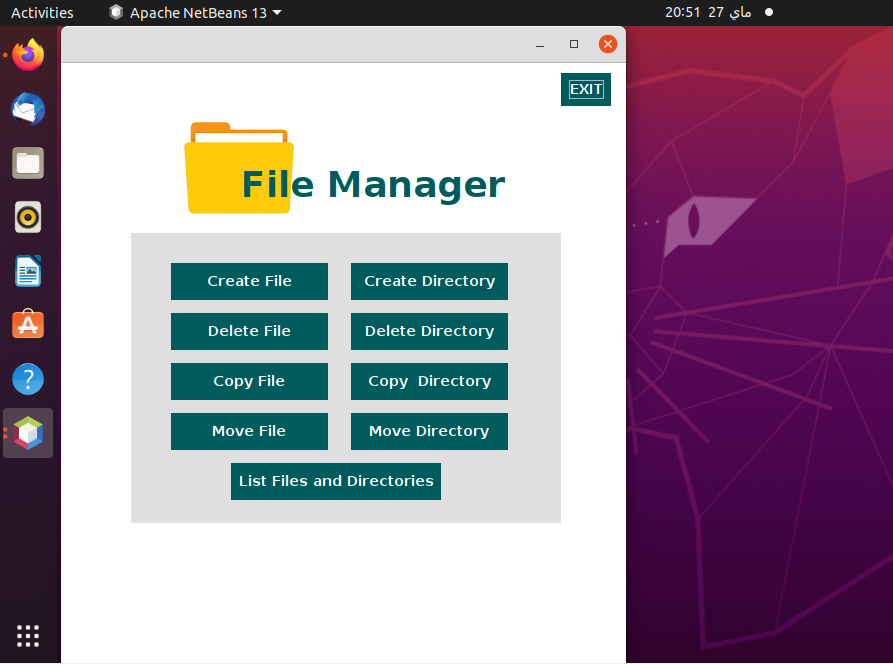 Activities
Apache NetBeans 13
20:51 27 ماي
EXIT
File Manager
Create File
Create Directory
Delete File
Delete Directory
Copy File
Copy  Directory
Move File
Move Directory
List Files and Directories